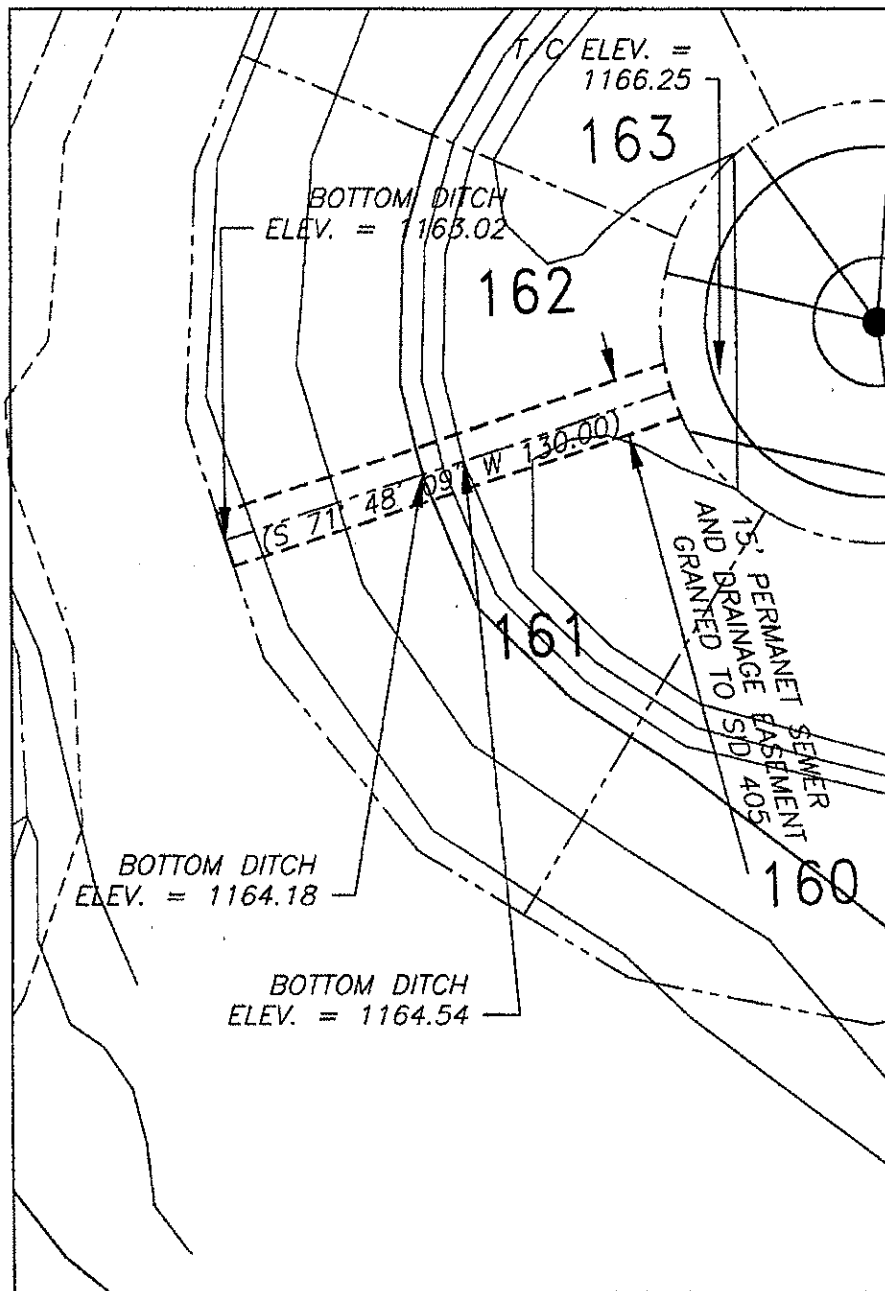 T/C ELEV. =
1166.25
163
BOTTOM DITCH
ELEV. = 1163.02
162
(S 71° 48' 09" W 130.00)
15' PERMANET SEWER
AND DRAINAGE EASEMENT
GRANTED TO SID 405
161
BOTTOM DITCH
ELEV. = 1164.18
160
BOTTOM DITCH
ELEV. = 1164.54